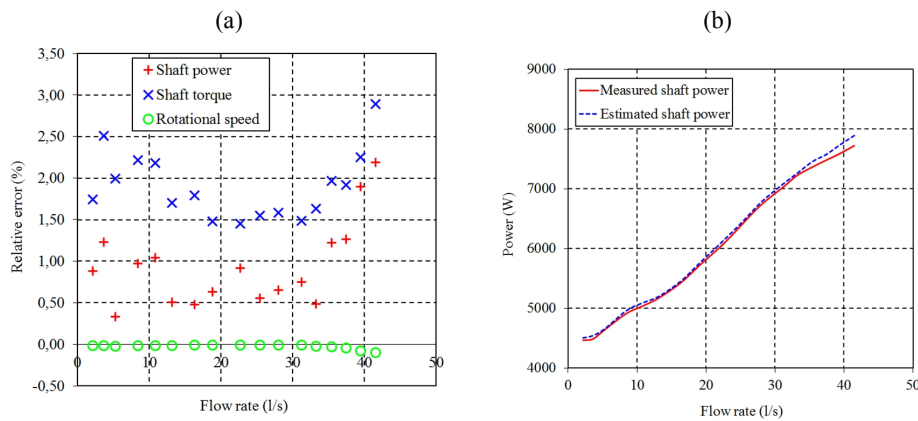 (a)
3,50
3,00
2,50
2,00
1,50
1,00
0,50
0,00
-0,50
Relative error (%)
Shaft power
Shaft torque
Rotational speed
0 10 20 30 40 50
Flow rate (l/s)
(b)
9000
8000
7000
6000
5000
4000
Power (W)
Measured shaft power
Estimated shaft power
0 10 20 30 40 50
Flow rate (l/s)